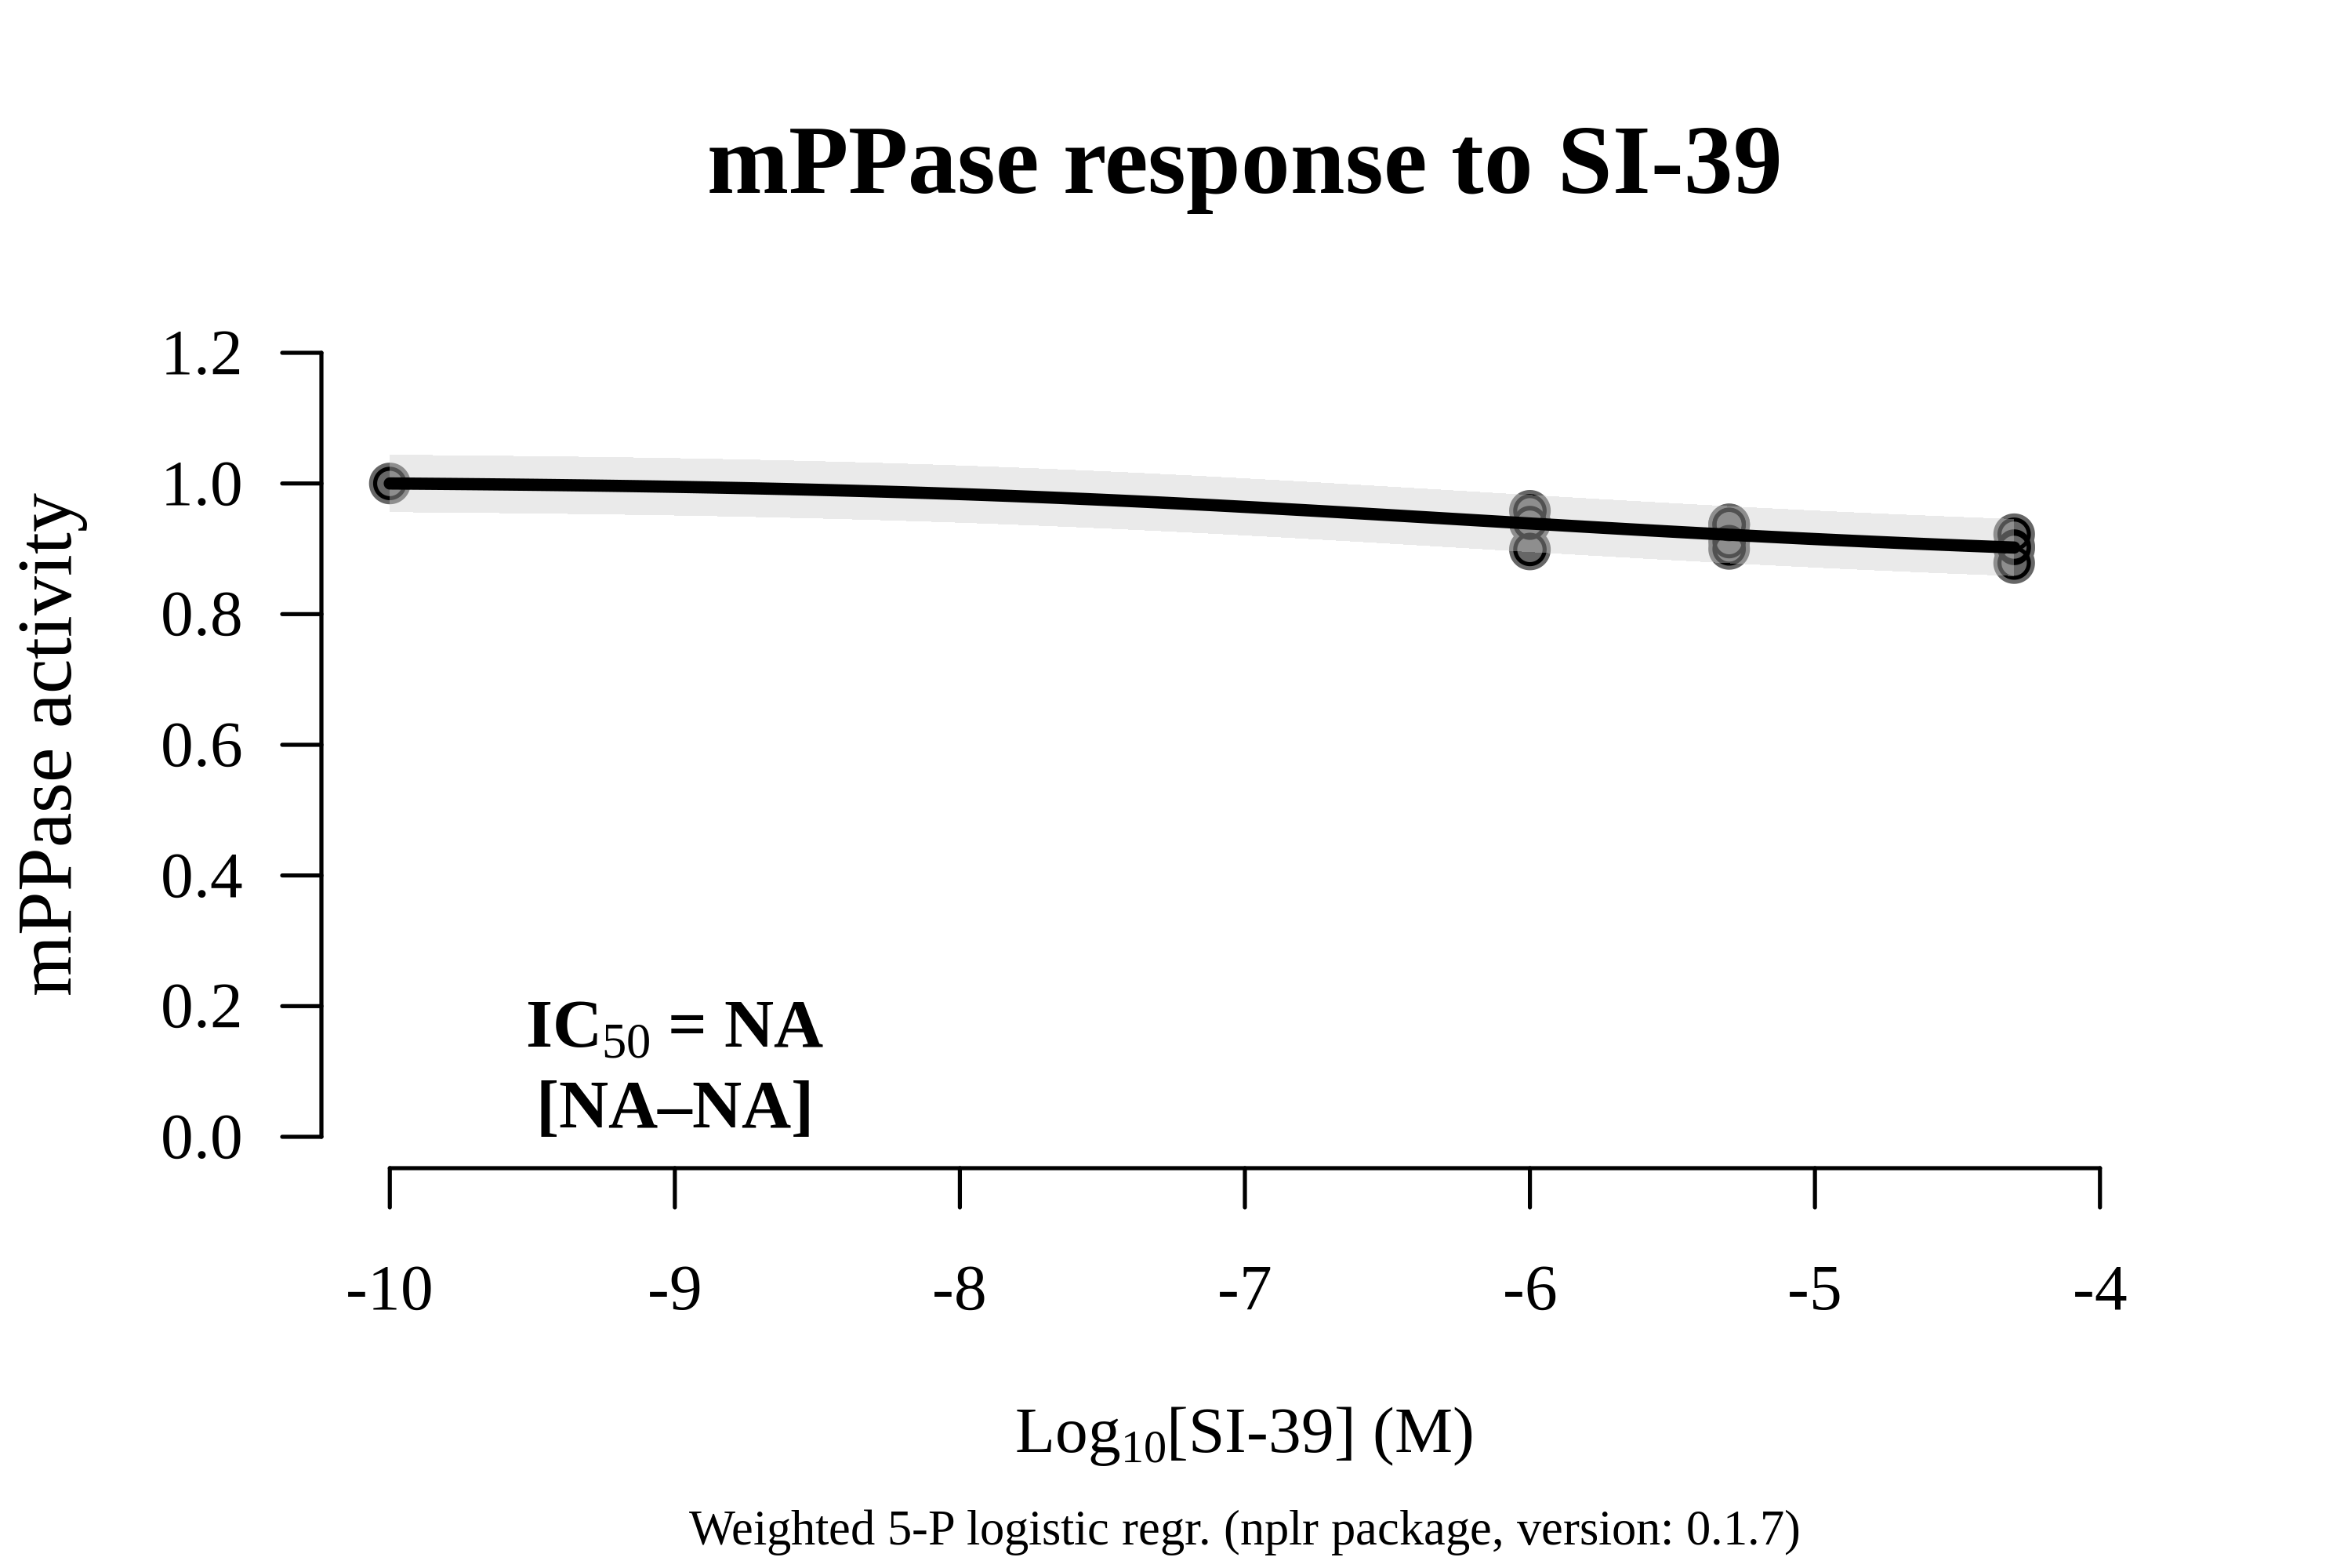 mPPase response to SI-39
1.2
1.0
0.8
0.6
0.4
0.2
0.0
mPPase activity
IC50 = NA
[NA–NA]
-10 -9 -8 -7 -6 -5 -4
Log10[SI-39] (M)
Weighted 5-P logistic regr. (nplr package, version: 0.1.7)